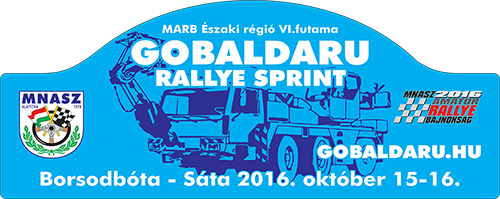 MARB Északi régió VI.futama
GOBALDARU
RALLYE SPRINT
MNASZ
ALAPÍTVA 1978
MNASZ 2016
AMATŐR
RALLYE
BAJNOKSÁG
GOBALDARU.HU
Borsodbóta - Sáta 2016. október 15-16.